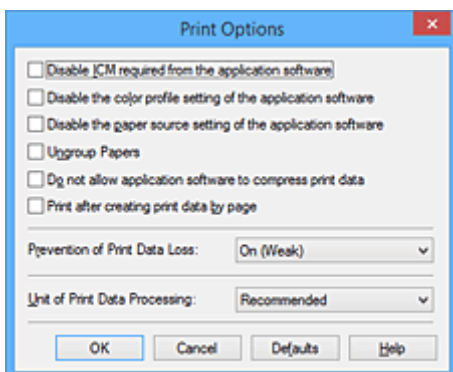 Print Options
Disable ICM required from the application software
Disable the color profile setting of the application software
Disable the paper source setting of the application software
Ungroup Papers
Do not allow application software to compress print data
Print after creating print data by page
Prevention of Print Data Loss: On (Weak)
Unit of Print Data Processing: Recommended
OK Cancel Defaults Help